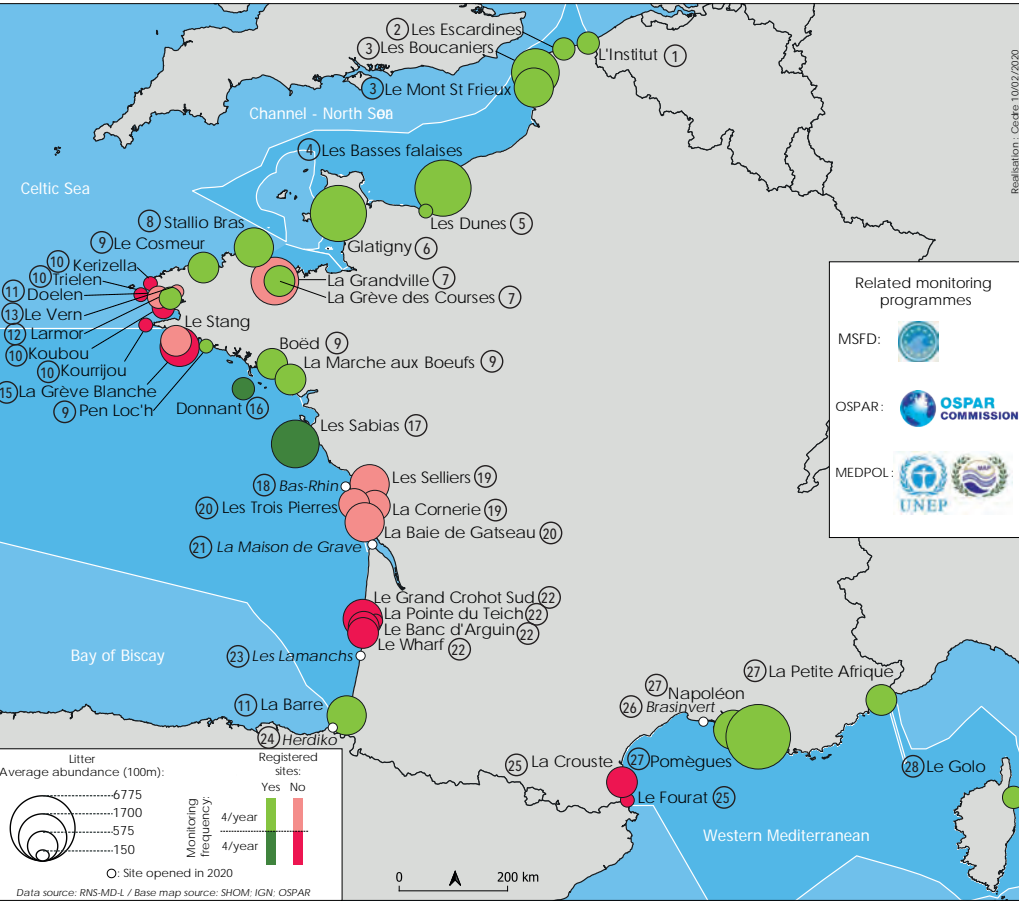 ② Les Escardines
③ Les Boucaniers
L'Institut ①
③ Le Mont St Frieux
Channel - North Sea
④ Les Basses falaises
Celtic Sea
Les Dunes ⑤
⑧ Stallio Bras
Glatigny ⑥
⑨ Le Cosmeur
⑩ Kerizella
⑩ Trielen
La Grandville ⑦
⑪ Doelen
La Grève des Courses ⑦
⑬ Le Vern
Le Stang
⑫ Larmor
⑩ Koubou
Boëd ⑨
La Marche aux Boeufs ⑨
⑩ Kourrijou
⑮ La Grève Blanche
⑨ Pen Loc'h
Donnant ⑯
Les Sabias ⑰
Les Selliers ⑲
⑱ Bas-Rhin
⑳ Les Trois Pierres
La Cornerie ⑲
La Baie de Gatseau ⑳
㉑ La Maison de Grave
Le Grand Crohot Sud ㉒
La Pointe du Teich ㉒
Le Banc d'Arguin ㉒
Le Wharf ㉒
㉓ Les Lamanchs
Bay of Biscay
㉗ La Petite Afrique
㉗ Napoléon
㉖ Brasinvert
⑪ La Barre
㉔ Herdiko
㉕ La Crouste
㉗ Pomègues
㉘ Le Golo
Le Fourat ㉕
Western Mediterranean
Related monitoring
programmes
MSFD:
OSPAR:
OSPAR
COMMISSION
MEDPOL:
UNEP
MAP
Litter
Average abundance (100m):
6775
1700
575
150
Registered
sites:
Yes No
Monitoring
frequency:
4/year
4/year
O: Site opened in 2020
Data source: RNS-MD-L / Base map source: SHOM; IGN; OSPAR
0 200 km
Realisation : Cedre 10/02/2020